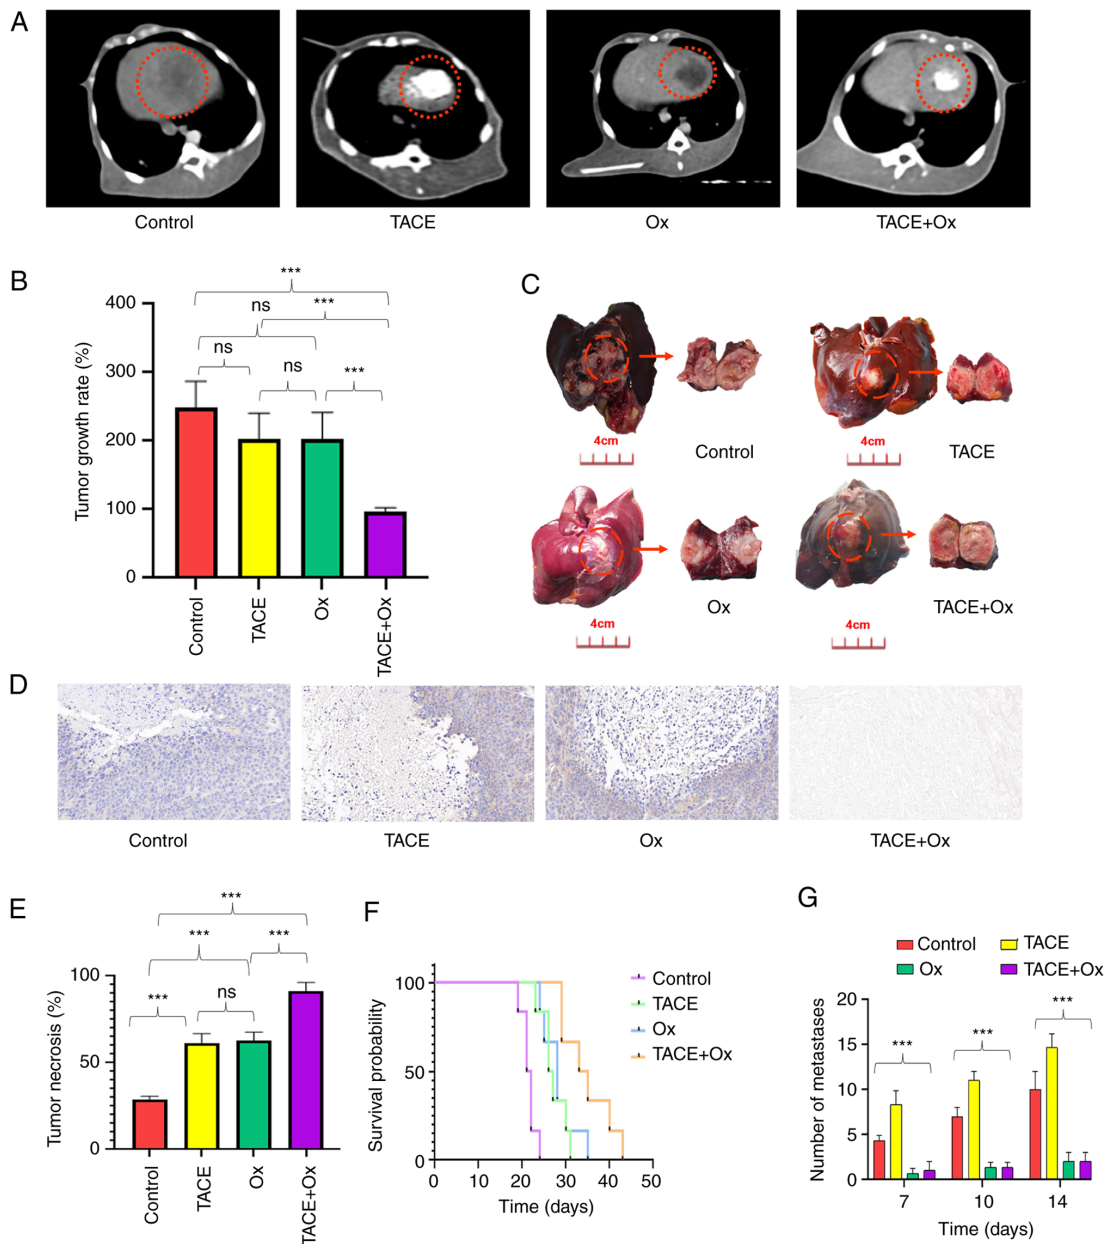 A
Control
TACE
Ox
TACE+Ox
B
Tumor growth rate (%)
400
300
200
100
0
***
ns
***
ns
ns
***
Control
TACE
Ox
TACE+Ox
C
4cm
Control
4cm
TACE
4cm
Ox
4cm
TACE+Ox
D
Control
TACE
Ox
TACE+Ox
E
Tumor necrosis (%)
100
50
0
***
***
***
***
ns
Control
TACE
Ox
TACE+Ox
F
Survival probability
100
50
0
0 10 20 30 40 50
Time (days)
Control
TACE
Ox
TACE+Ox
G
Control
TACE
Ox
TACE+Ox
Number of metastases
20
15
10
5
0
***
***
***
7 10 14
Time (days)